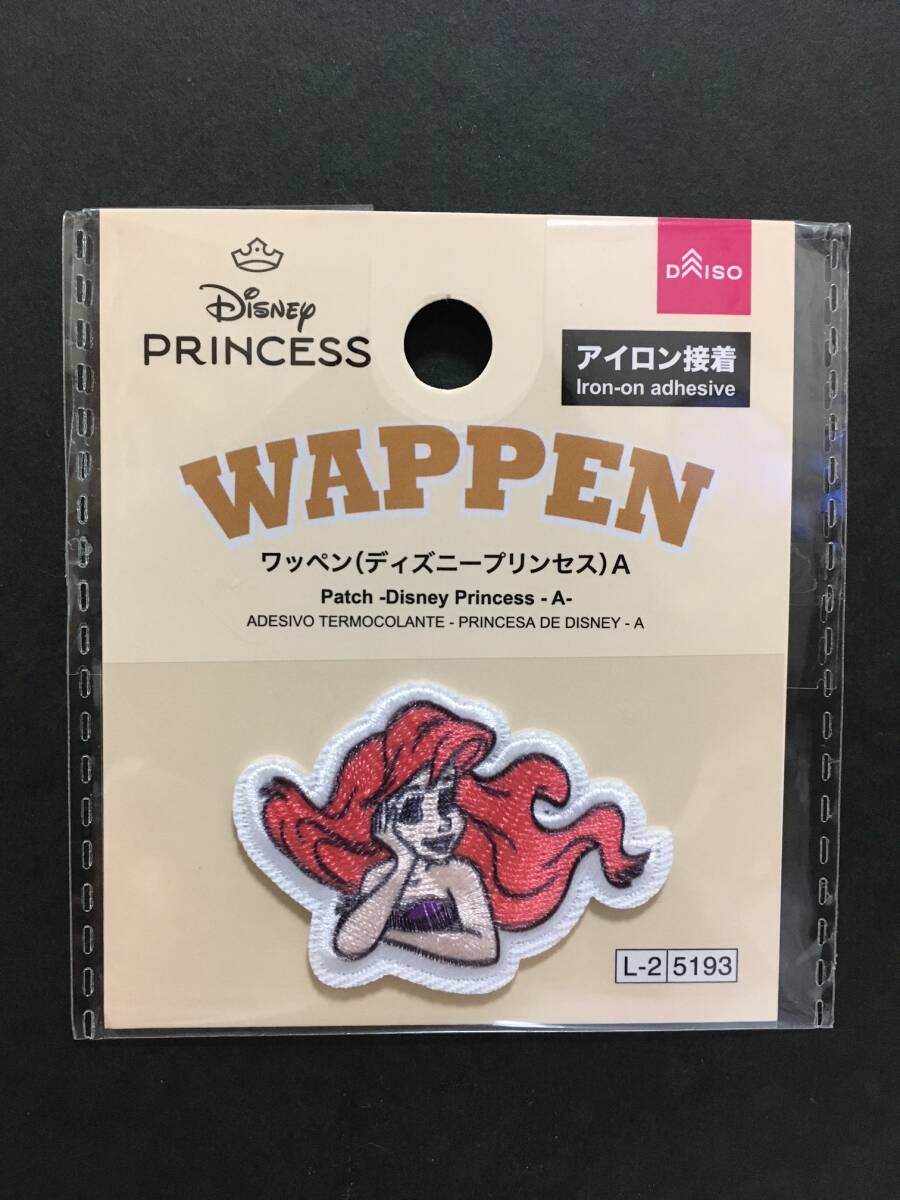 Disney
PRINCESS
DAISO
アイロン接着
Iron-on adhesive
WAPPEN
ワッペン(ディズニープリンセス)A
Patch -Disney Princess - A-
ADESIVO TERMOCOLANTE - PRINCESA DE DISNEY - A
L-2 5193